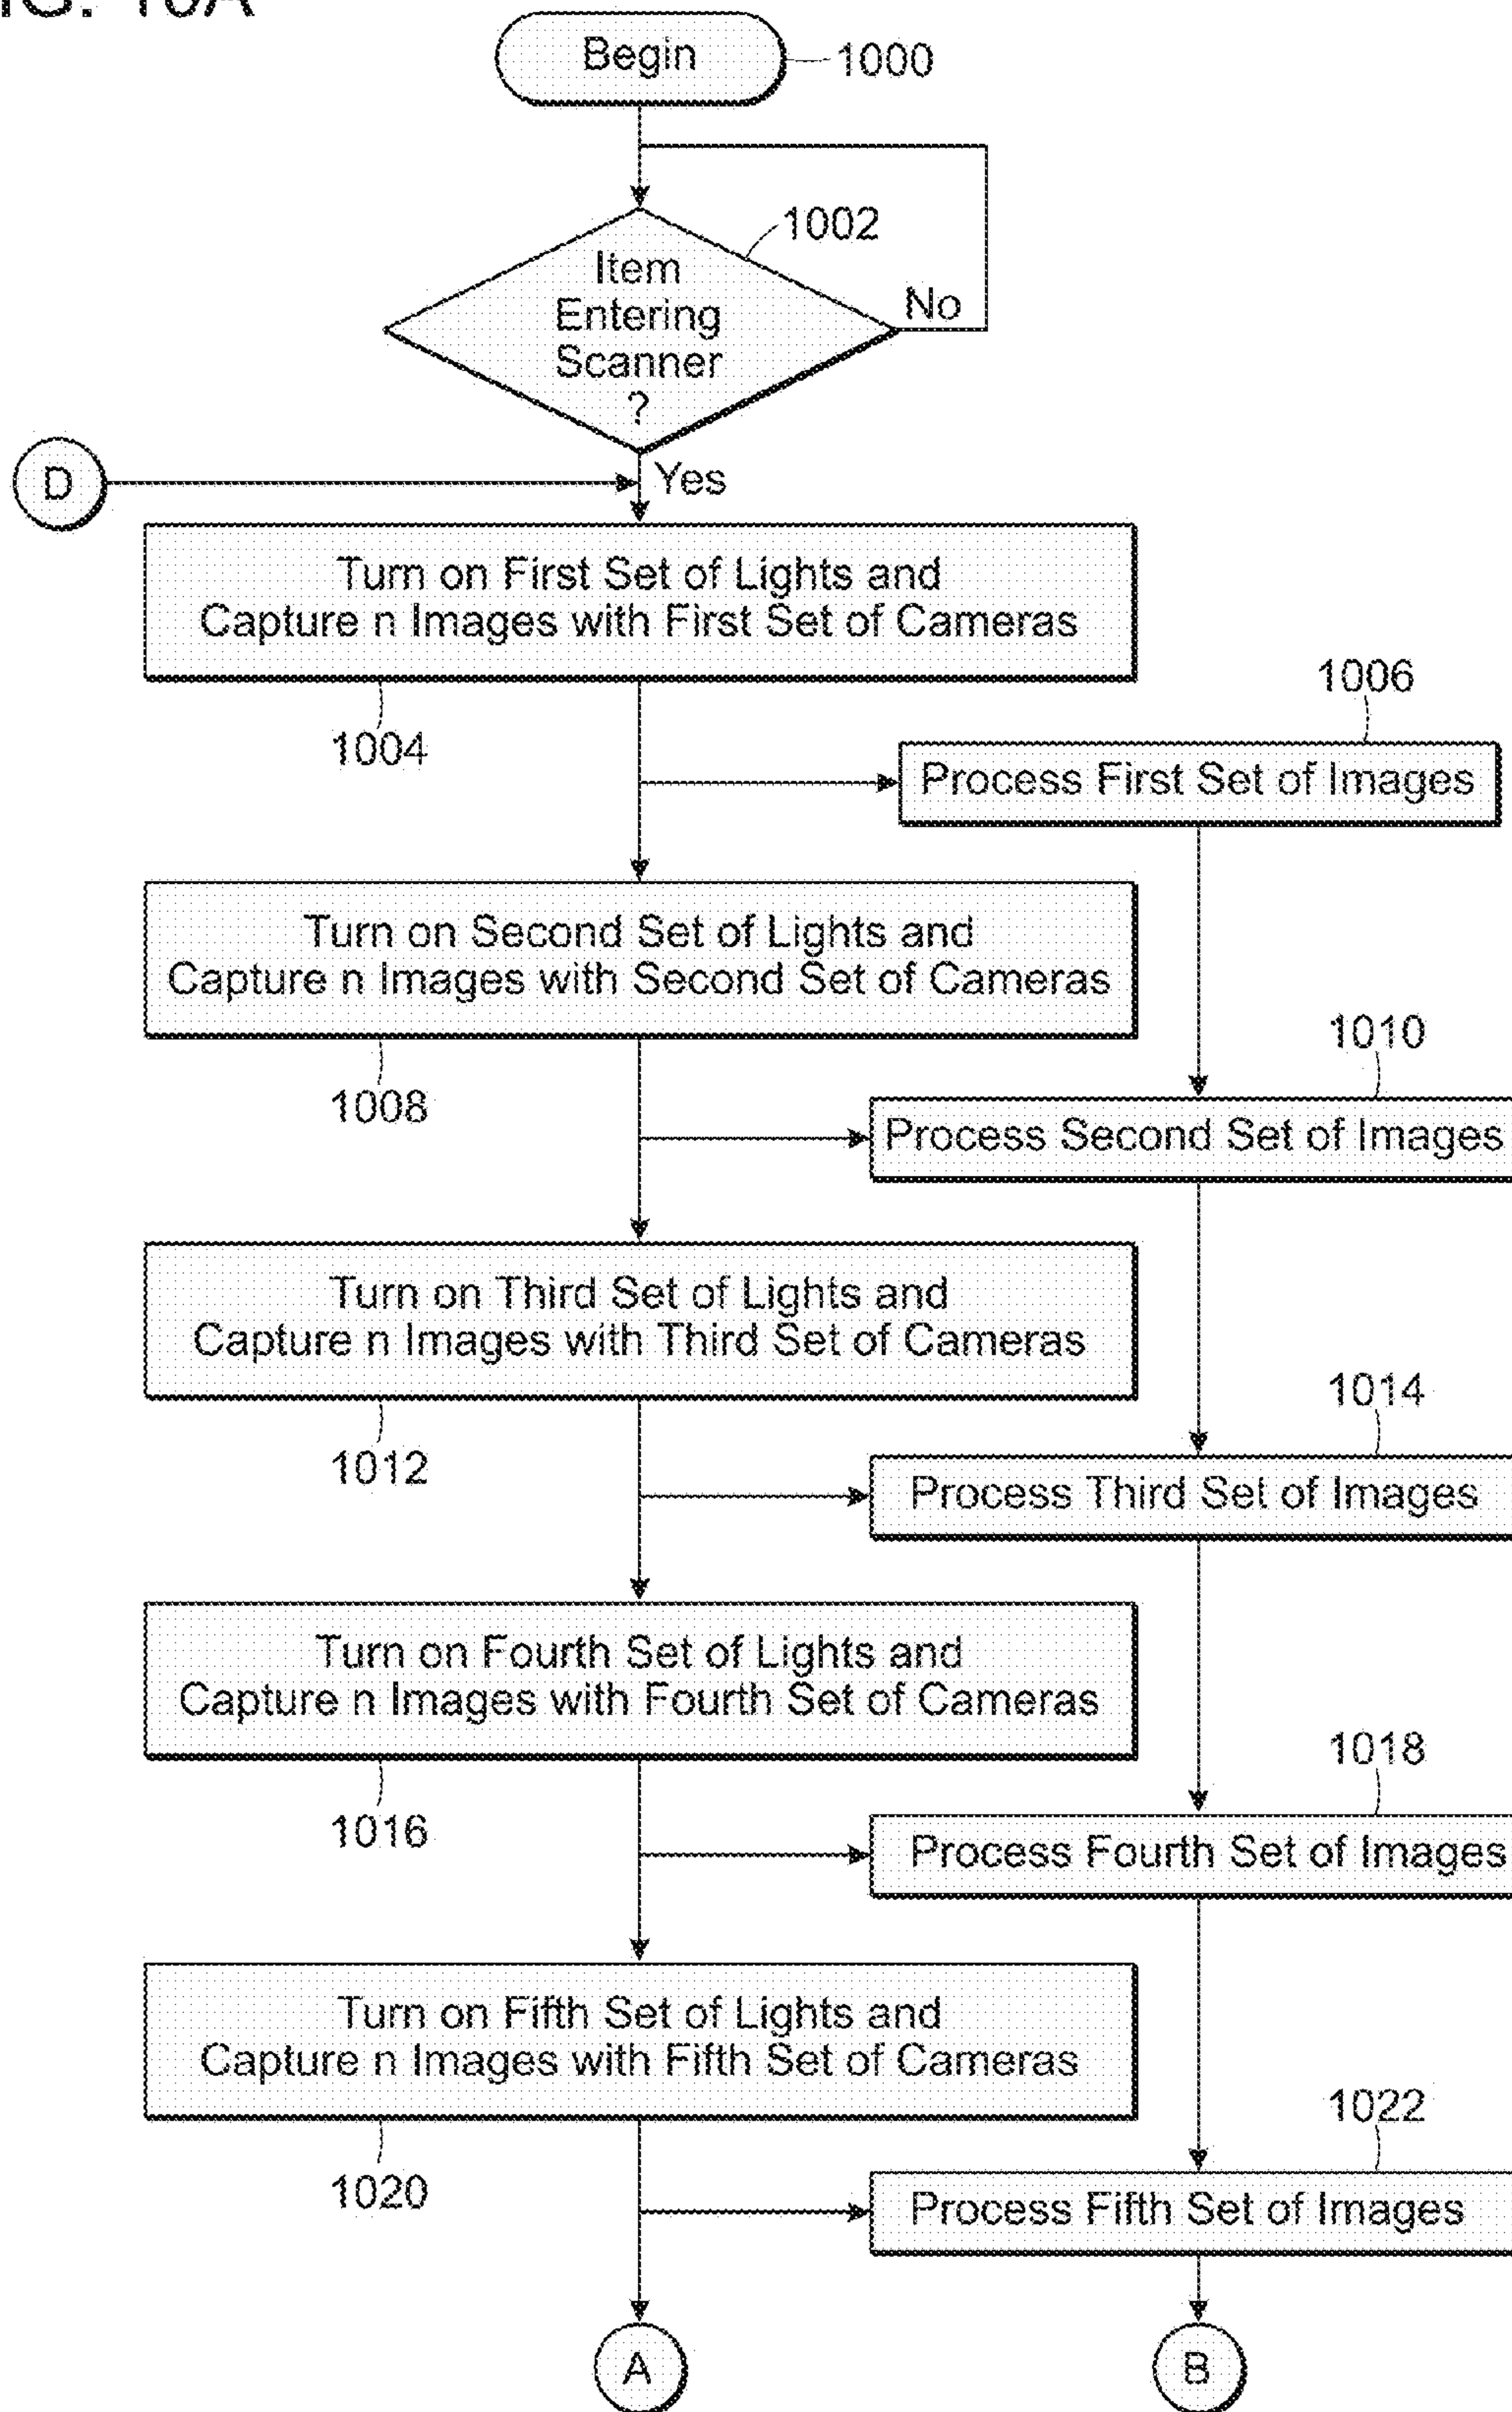 10A
Begin
1000
1002
Item
Entering
Scanner
?
No
D
Yes
Turn on First Set of Lights and
Capture n Images with First Set of Cameras
1004
1006
Process First Set of Images
Turn on Second Set of Lights and
Capture n Images with Second Set of Cameras
1008
1010
Process Second Set of Images
Turn on Third Set of Lights and
Capture n Images with Third Set of Cameras
1012
1014
Process Third Set of Images
Turn on Fourth Set of Lights and
Capture n Images with Fourth Set of Cameras
1016
1018
Process Fourth Set of Images
Turn on Fifth Set of Lights and
Capture n Images with Fifth Set of Cameras
1020
1022
Process Fifth Set of Images
A
B